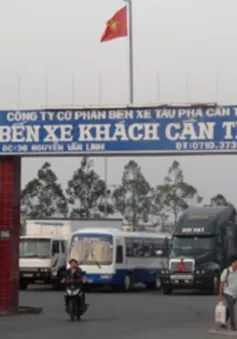 CÔNG TY CỔ PHẦN BẾN XE TÀU PHÀ CẦN T
BẾN XE KHÁCH CẦN T
ĐC:36 NGUYỄN VĂN LINH ĐT:0710.373